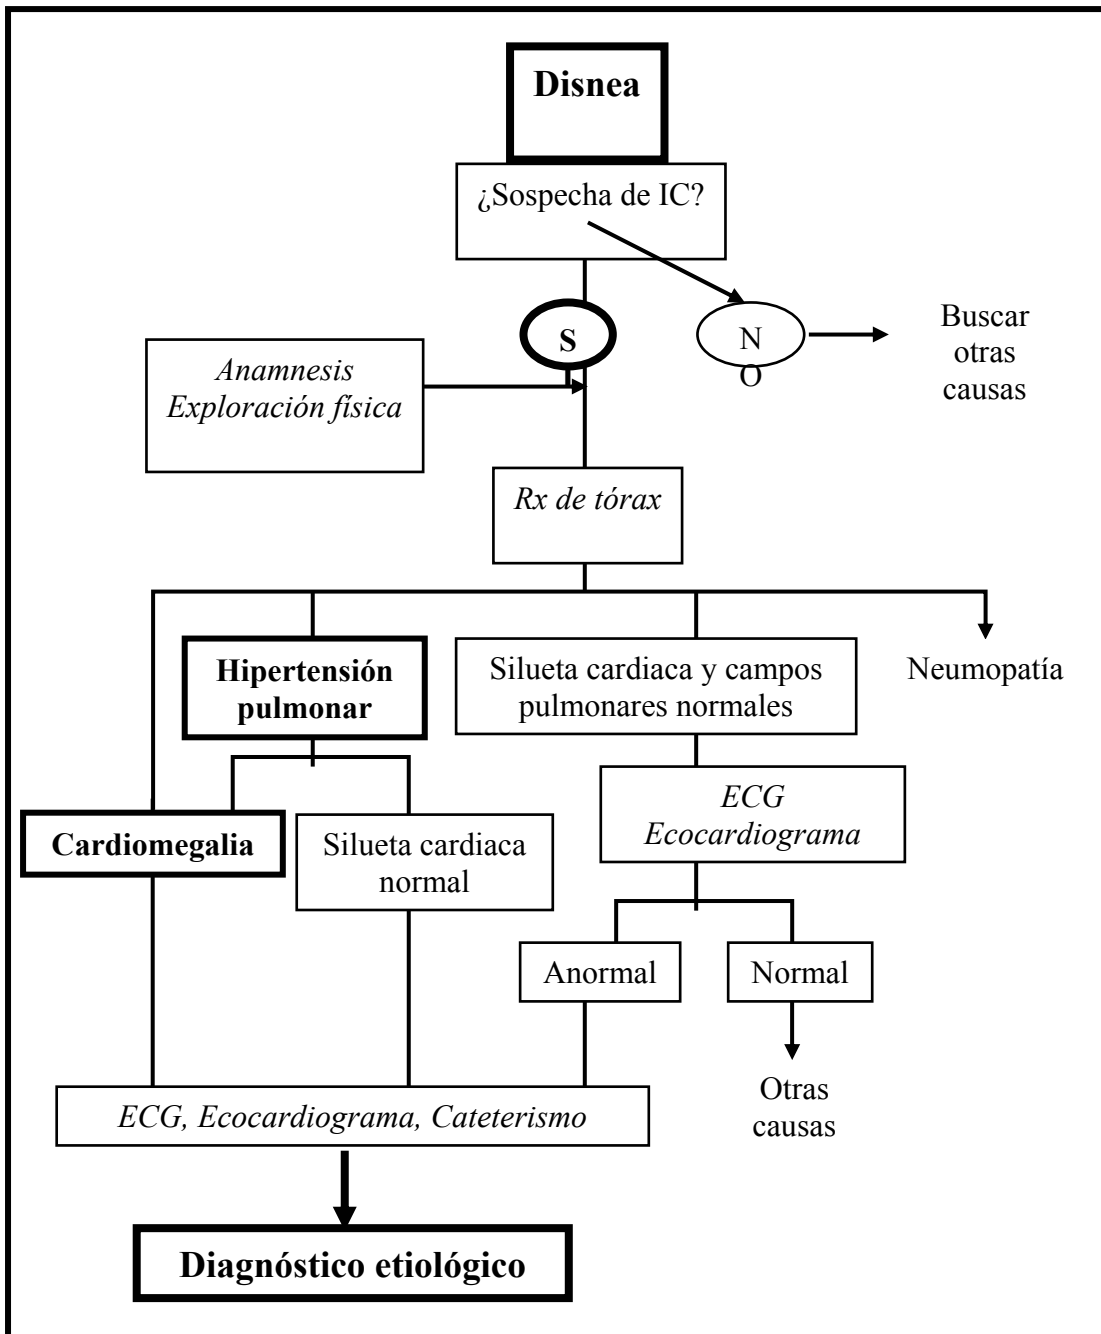 Disnea
¿Sospecha de IC?
S
N
O
Buscar
otras
causas
Anamnesis
Exploración física
Rx de tórax
Hipertensión
pulmonar
Silueta cardiaca y campos
pulmonares normales
Neumopatía
ECG
Ecocardiograma
Cardiomegalia
Silueta cardiaca
normal
Anormal
Normal
Otras
causas
ECG, Ecocardiograma, Cateterismo
Diagnóstico etiológico